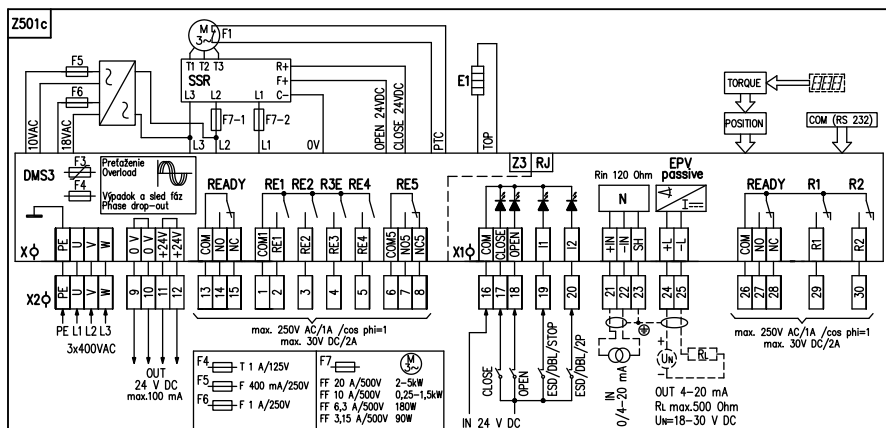 Z501c
M
3~
F1
T1 T2 T3
SSR
R+
F+
C-
L3 L2 L1
F5
F6
10VAC
18VAC
F7-1
F7-2
L3 L2 L1 0V
OPEN 24VDC
CLOSE 24VDC
PTC
E1
TOP
TORQUE
POSITION
COM (RS 232)
DMS3
F3
F4
Preťaženie
Overload
Výpadok a sled fáz
Phase drop-out
READY
RE1 RE2 R3E RE4
RE5
Z3 RJ
Rin 120 Ohm
N
EPV
passive
I
READY
R1
R2
X
PE U V W
0 V
0 V
+24V
+24V
COM NO NC
COM1 RE1 RE2 RE3 RE4
COM5 NO5 NC5
X1
COM CLOSE OPEN I1 I2
+IN -IN SH
+L -L
COM NO NC R1 R2
X2
PE U V W
9 10 11 12
13 14 15
1 2 3 4 5
6 7 8
16 17 18 19 20
21 22 23 24 25
26 27 28 29 30
PE L1 L2 L3
3x400VAC
OUT
24 V DC
max.100 mA
max. 250V AC/1A /cos phi=1
max. 30V DC/2A
F4 T 1 A/125V
F5 F 400 mA/250V
F6 F 1 A/250V
F7
M
3~
FF 20 A/500V 2-5kW
FF 10 A/500V 0,25-1,5kW
FF 6,3 A/500V 180W
FF 3,15 A/500V 90W
CLOSE
OPEN
ESD/DBL/STOP
ESD/DBL/2P
IN 24 V DC
IN
0/4-20 mA
+
UN
-
RL
OUT 4-20 mA
RL max.500 Ohm
UN=18-30 V DC
max. 250V AC/1A /cos phi=1
max. 30V DC/2A